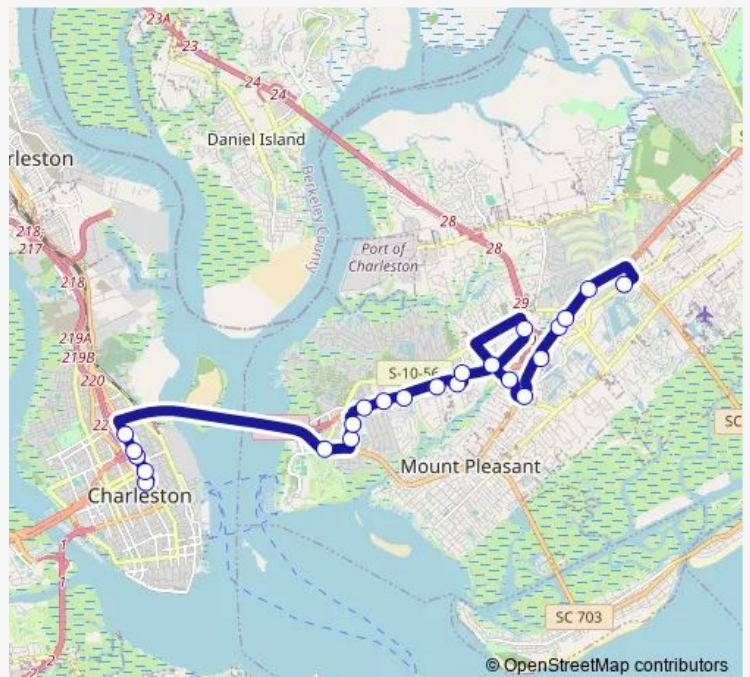 23A
23
24
24
Daniel Island
rleston
Berkeley County
28
28
218;
217
Port of
Charleston
218
29
219A
219B
S-10-56
220
22
SC
Mount Pleasant
Charleston
1
1
SC 703
2
2
© OpenStreetMap contributors